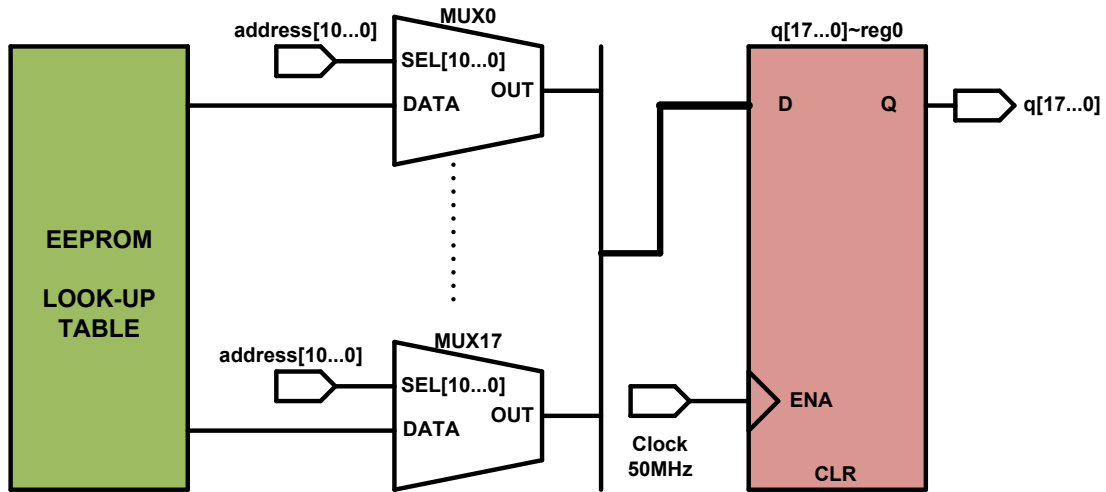 MUX0
address[10...0]
SEL[10...0]
OUT
DATA
q[17...0]~reg0
D
Q
q[17...0]
EEPROM
LOOK-UP
TABLE
MUX17
address[10...0]
SEL[10...0]
OUT
DATA
ENA
Clock
50MHz
CLR